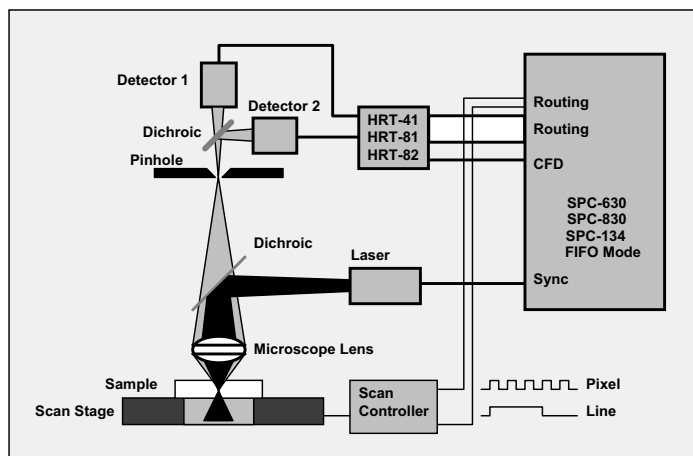 Detector 1
Detector 2
Dichroic
Pinhole
HRT-41
HRT-81
HRT-82
Routing
Routing
CFD
SPC-630
SPC-830
SPC-134
FIFO Mode
Sync
Dichroic
Laser
Microscope Lens
Sample
Scan Stage
Scan
Controller
Pixel
Line